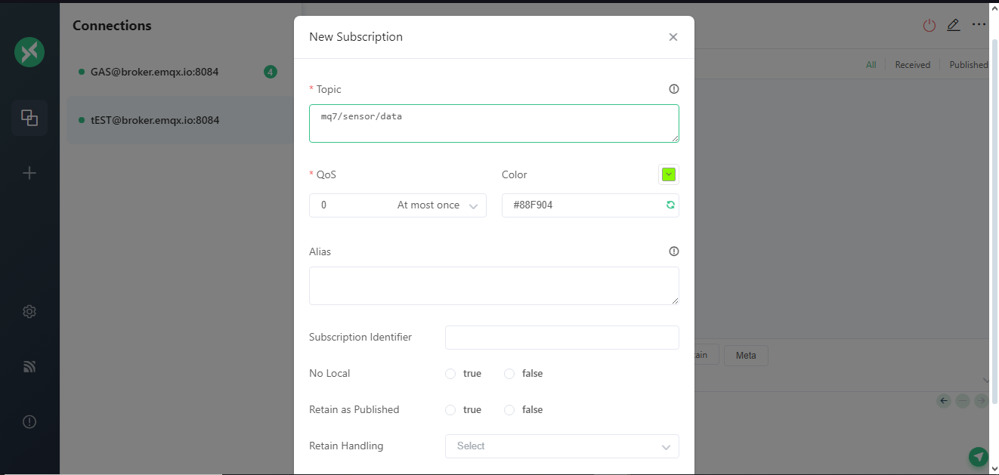 Connections
GAS@broker.emqx.io:8084
4
tEST@broker.emqx.io:8084
New Subscription
* Topic
mq7/sensor/data
* QoS
Color
0
At most once
#88F904
Alias
Subscription Identifier
No Local
true
false
Retain as Published
true
false
Retain Handling
Select
All
Received
Published
ain
Meta